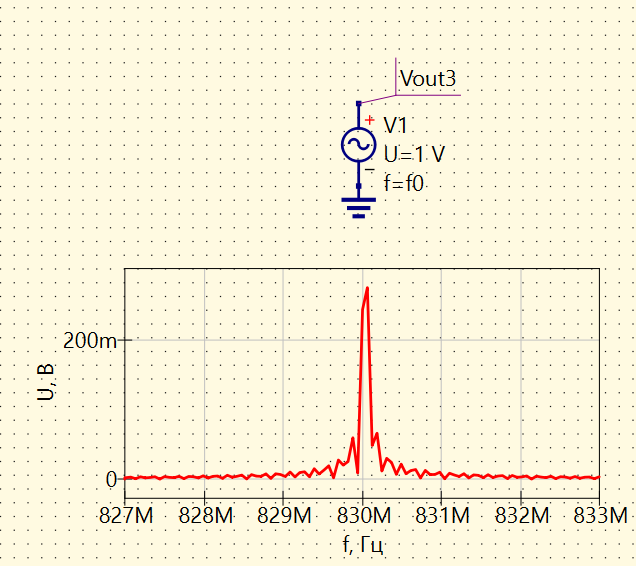 Vout3
+ V1
U=1 V
− f=f0
200m
0
U, В
827M 828M 829M 830M 831M 832M 833M
f, Гц